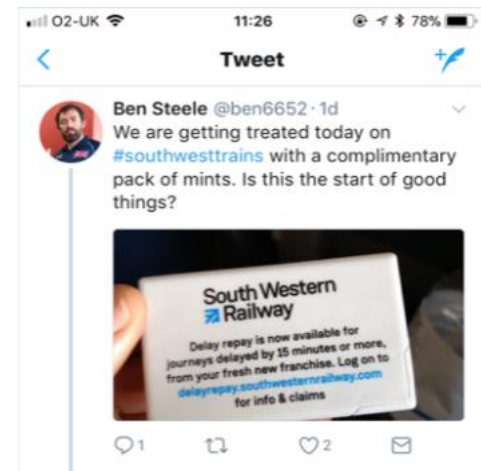 O2-UK 11:26 78%
Tweet
Ben Steele @ben6652 · 1d
We are getting treated today on
#southwesttrains with a complimentary
pack of mints. Is this the start of good
things?
South Western
Railway
Delay repay is now available for
journeys delayed by 15 minutes or more,
from your fresh new franchise. Log on to
delayrepay.southwesternrailway.com
for info & claims
1 2